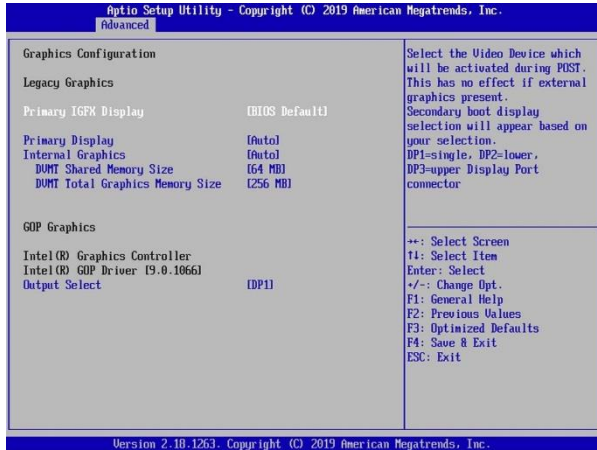 Aptio Setup Utility - Copyright (C) 2019 American Megatrends, Inc.
Advanced
Graphics Configuration
Legacy Graphics
Primary IGFX Display [BIOS Default]
Primary Display [Auto]
Internal Graphics [Auto]
DVMT Shared Memory Size [64 MB]
DVMT Total Graphics Memory Size [256 MB]
GOP Graphics
Intel(R) Graphics Controller
Intel(R) GOP Driver [9.0.1066]
Output Select [DP1]
Select the Video Device which
will be activated during POST.
This has no effect if external
graphics present.
Secondary boot display
selection will appear based on
your selection.
DP1=single, DP2=lower,
DP3=upper Display Port
connector
→←: Select Screen
↑↓: Select Item
Enter: Select
+/-: Change Opt.
F1: General Help
F2: Previous Values
F3: Optimized Defaults
F4: Save & Exit
ESC: Exit
Version 2.18.1263. Copyright (C) 2019 American Megatrends, Inc.